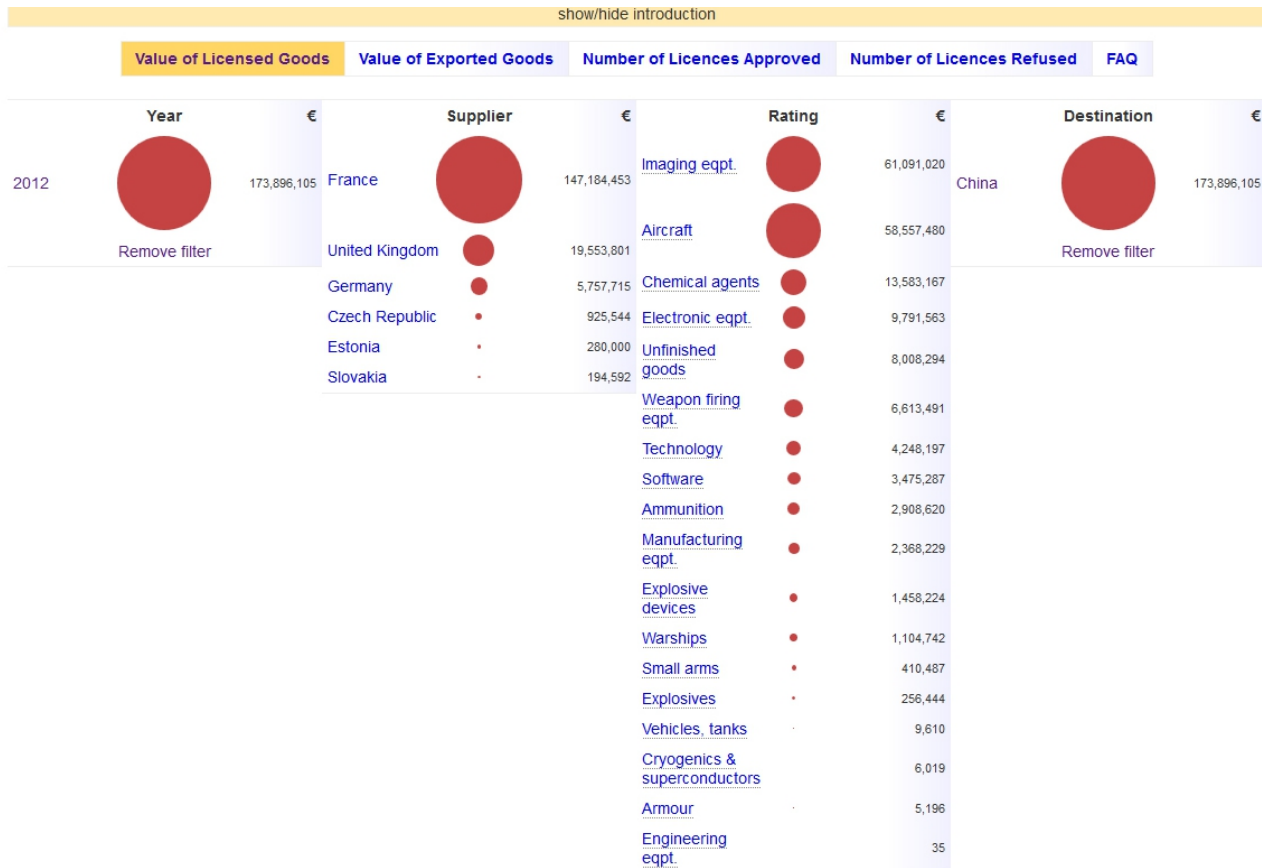 show/hide introduction
Value of Licensed Goods Value of Exported Goods Number of Licences Approved Number of Licences Refused FAQ
Year €
2012 173,896,105
Remove filter
Supplier €
France 147,184,453
United Kingdom 19,553,801
Germany 5,757,715
Czech Republic 925,544
Estonia 280,000
Slovakia 194,592
Rating €
Imaging eqpt. 61,091,020
Aircraft 58,557,480
Chemical agents 13,583,167
Electronic eqpt. 9,791,563
Unfinished
goods 8,008,294
Weapon firing
eqpt. 6,613,491
Technology 4,248,197
Software 3,475,287
Ammunition 2,908,620
Manufacturing
eqpt. 2,368,229
Explosive
devices 1,458,224
Warships 1,104,742
Small arms 410,487
Explosives 256,444
Vehicles, tanks 9,610
Cryogenics &
superconductors 6,019
Armour 5,196
Engineering
eqpt. 35
Destination €
China 173,896,105
Remove filter